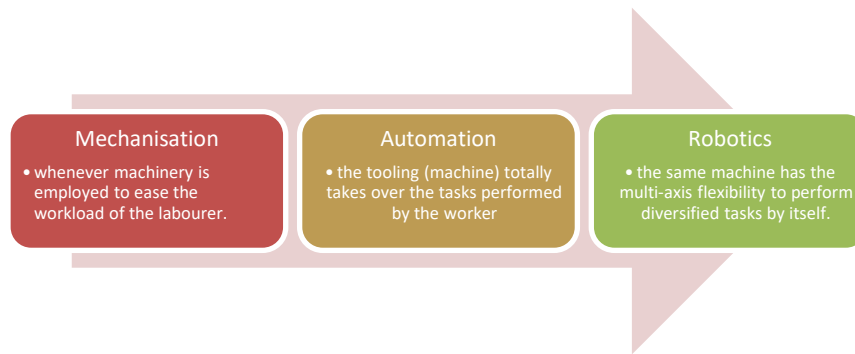 Mechanisation
• whenever machinery is
employed to ease the
workload of the labourer.
Automation
• the tooling (machine) totally
takes over the tasks performed
by the worker
Robotics
• the same machine has the
multi-axis flexibility to perform
diversified tasks by itself.